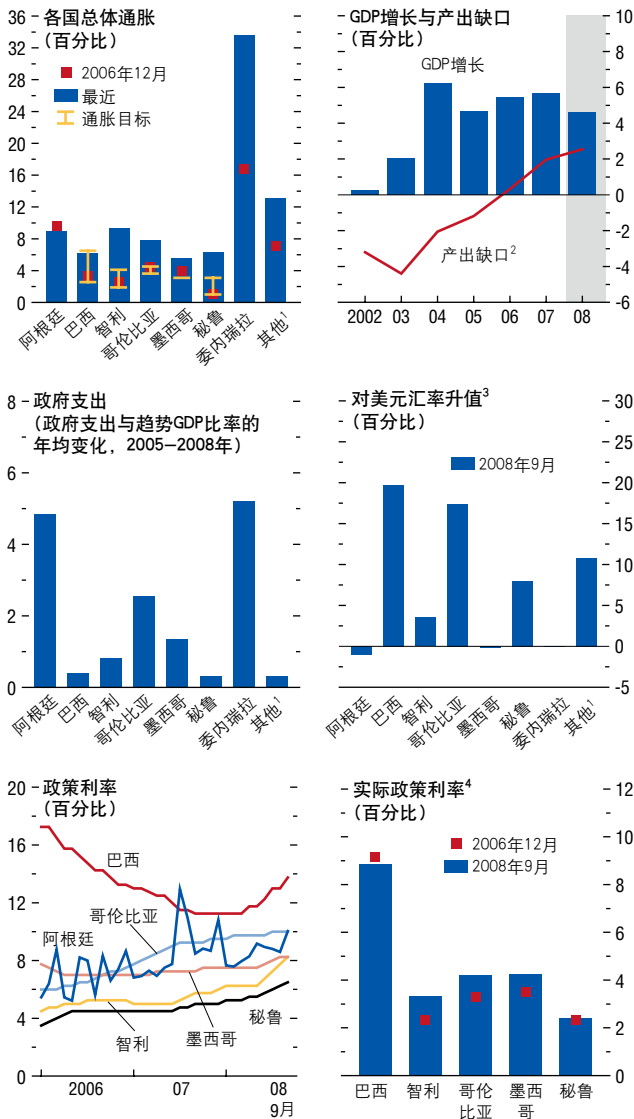 各国总体通胀
(百分比)
36
32
28
24
20
16
12
8
4
0
2006年12月
最近
通胀目标
阿根廷
巴西
智利
哥伦比亚
墨西哥
秘鲁
委内瑞拉
其他¹
GDP增长与产出缺口
(百分比)
10
8
6
4
2
0
-2
-4
-6
GDP增长
产出缺口²
2002 03 04 05 06 07 08
政府支出
(政府支出与趋势GDP比率的
年均变化，2005—2008年)
8
6
4
2
0
阿根廷
巴西
智利
哥伦比亚
墨西哥
秘鲁
委内瑞拉
其他¹
对美元汇率升值³
(百分比)
30
25
20
15
10
5
0
-5
2008年9月
阿根廷
巴西
智利
哥伦比亚
墨西哥
秘鲁
委内瑞拉
其他¹
政策利率
(百分比)
20
16
12
8
4
0
巴西
哥伦比亚
阿根廷
智利
墨西哥
秘鲁
2006 07 08
9月
实际政策利率⁴
(百分比)
12
10
8
6
4
2
0
2006年12月
2008年9月
巴西 智利 哥伦 墨西 秘鲁
比亚 哥